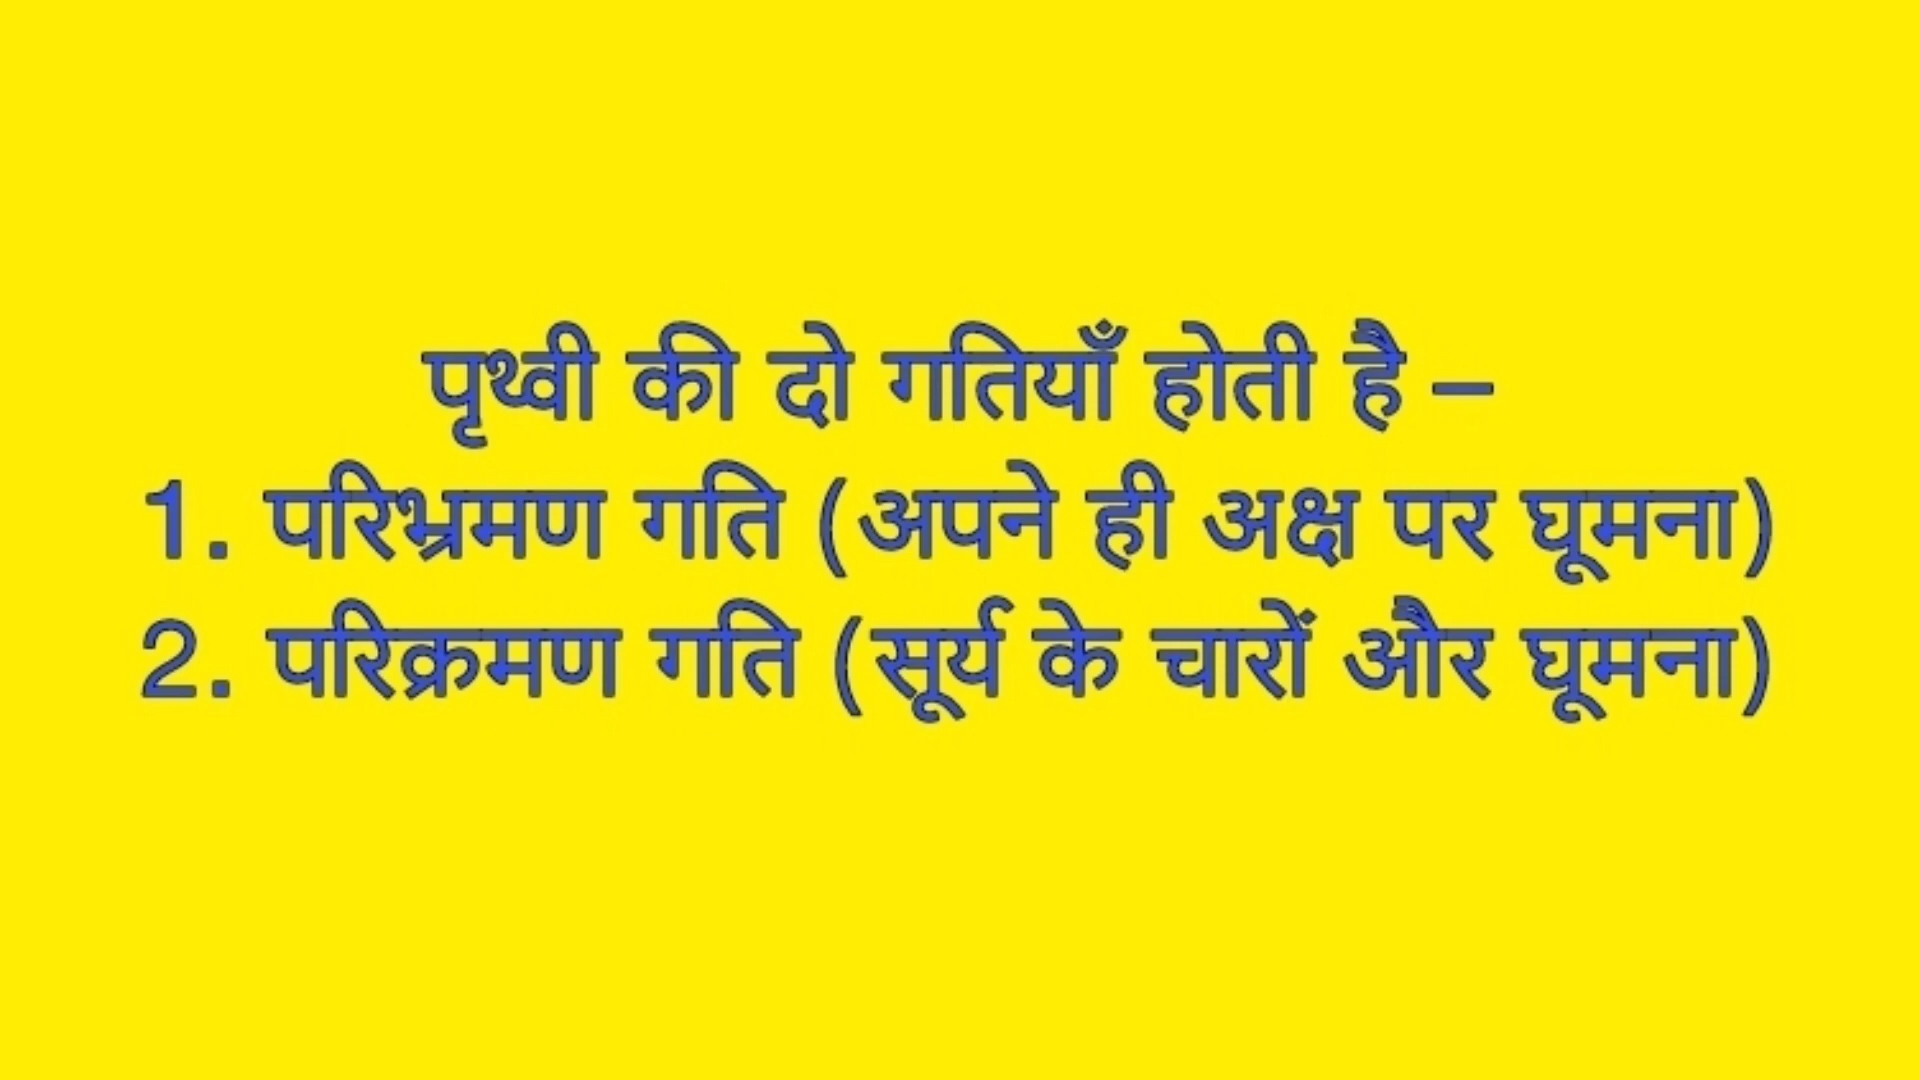 पृथ्वी की दो गतियाँ होती है –
1. परिभ्रमण गति (अपने ही अक्ष पर घूमना)
2. परिक्रमण गति (सूर्य के चारों और घूमना)